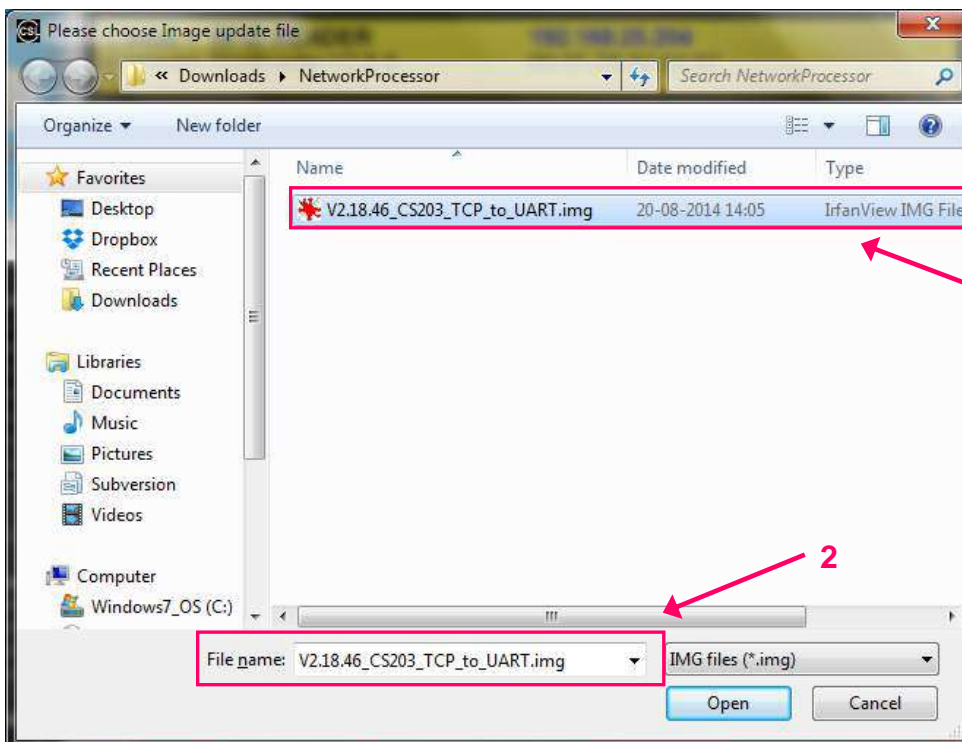 CSL Please choose Image update file
« Downloads ▸ NetworkProcessor
Search NetworkProcessor
Organize ▾ New folder
Name Date modified Type
Favorites
Desktop
Dropbox
Recent Places
Downloads
Libraries
Documents
Music
Pictures
Subversion
Videos
Computer
Windows7_OS (C:)
V2.18.46_CS203_TCP_to_UART.img 20-08-2014 14:05 IrfanView IMG File
2
File name: V2.18.46_CS203_TCP_to_UART.img IMG files (*.img)
Open Cancel